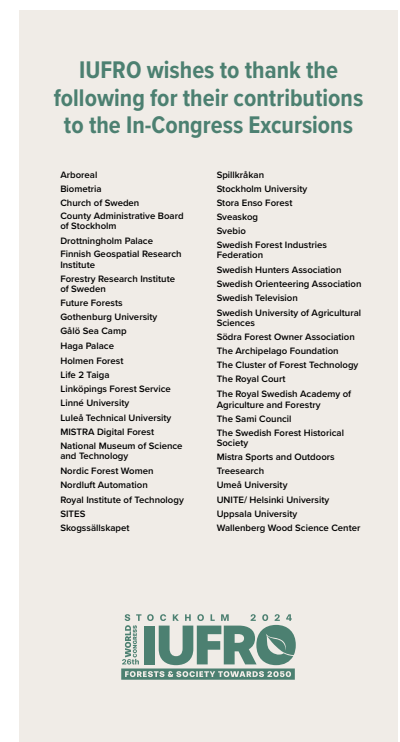 IUFRO wishes to thank the
following for their contributions
to the In-Congress Excursions
Arboreal
Biometria
Church of Sweden
County Administrative Board
of Stockholm
Drottningholm Palace
Finnish Geospatial Research
Institute
Forestry Research Institute
of Sweden
Future Forests
Gothenburg University
Gålö Sea Camp
Haga Palace
Holmen Forest
Life 2 Taiga
Linköpings Forest Service
Linné University
Luleå Technical University
MISTRA Digital Forest
National Museum of Science
and Technology
Nordic Forest Women
Nordluft Automation
Royal Institute of Technology
SITES
Skogssällskapet
Spillkråkan
Stockholm University
Stora Enso Forest
Sveaskog
Svebio
Swedish Forest Industries
Federation
Swedish Hunters Association
Swedish Orienteering Association
Swedish Television
Swedish University of Agricultural
Sciences
Södra Forest Owner Association
The Archipelago Foundation
The Cluster of Forest Technology
The Royal Court
The Royal Swedish Academy of
Agriculture and Forestry
The Sami Council
The Swedish Forest Historical
Society
Mistra Sports and Outdoors
Treesearch
Umeå University
UNITE/ Helsinki University
Uppsala University
Wallenberg Wood Science Center
STOCKHOLM 2024
26th
WORLD
CONGRESS
IUFRO
FORESTS & SOCIETY TOWARDS 2050